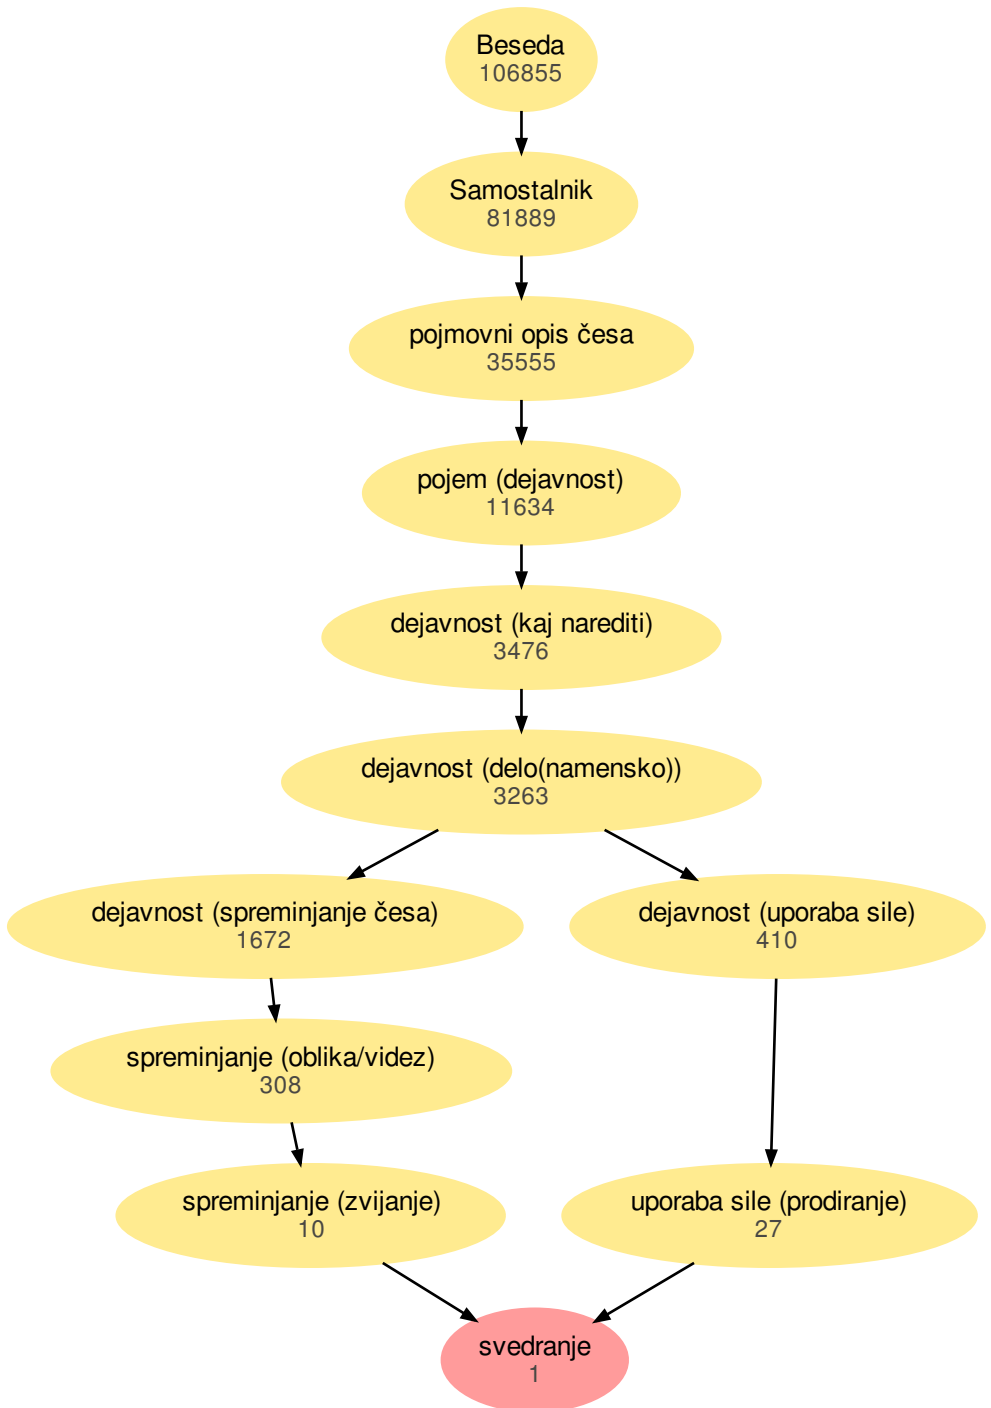 Beseda
106855
Samostalnik
81889
pojmovni opis česa
35555
pojem (dejavnost)
11634
dejavnost (kaj narediti)
3476
dejavnost (delo(namensko))
3263
dejavnost (spreminjanje česa)
1672
dejavnost (uporaba sile)
410
spreminjanje (oblika/videz)
308
spreminjanje (zvijanje)
10
uporaba sile (prodiranje)
27
svedranje
1